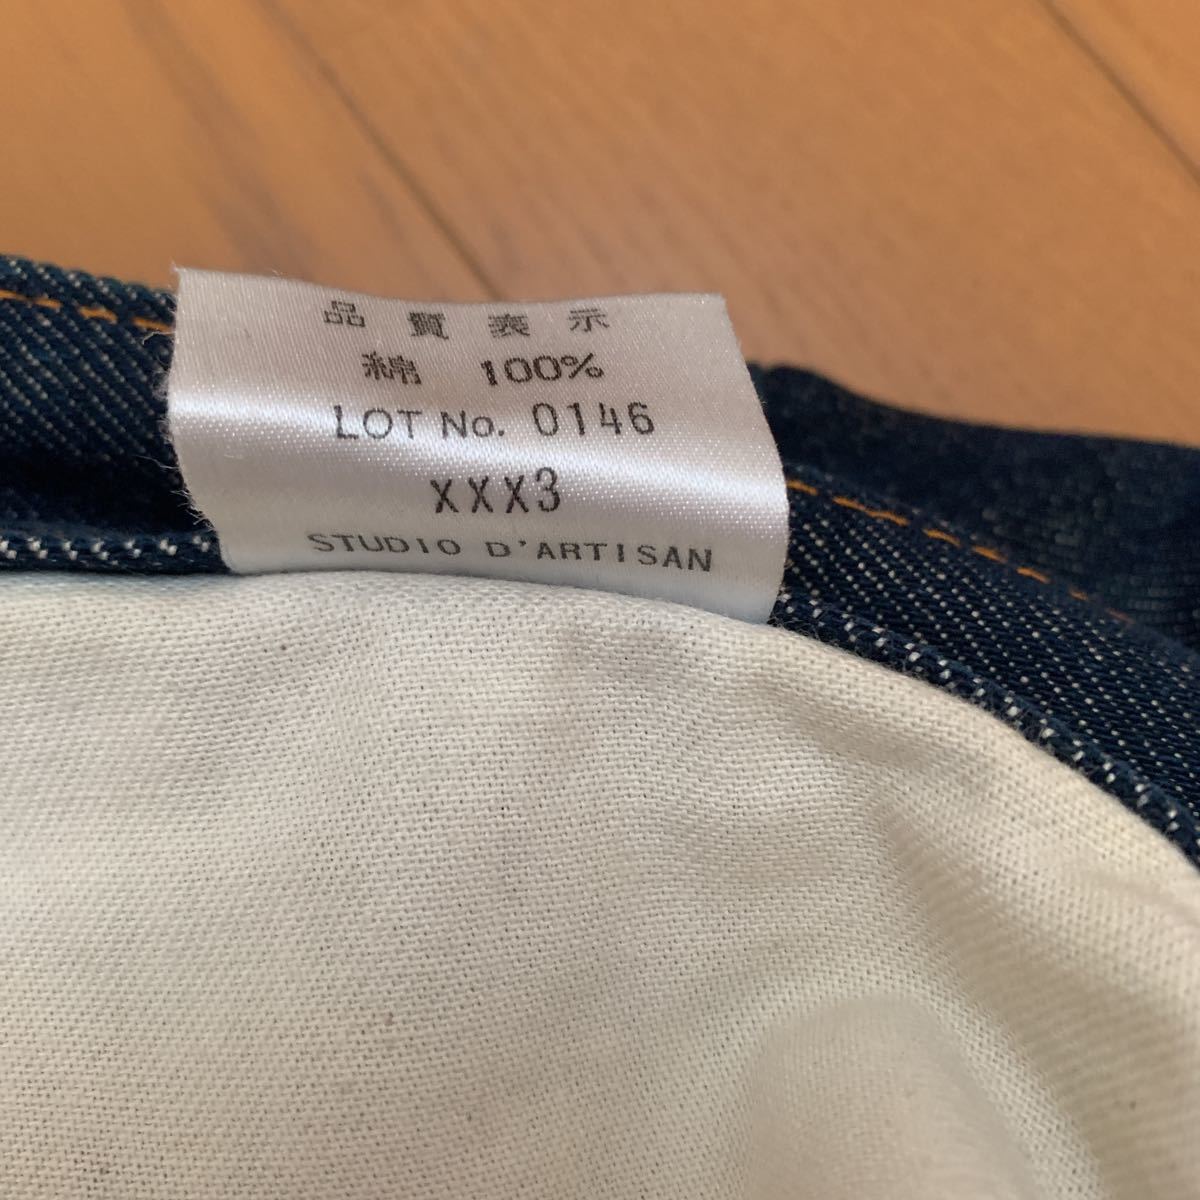 品質表示
綿 100%
LOT No. 0146
XXX3
STUDIO D'ARTISAN